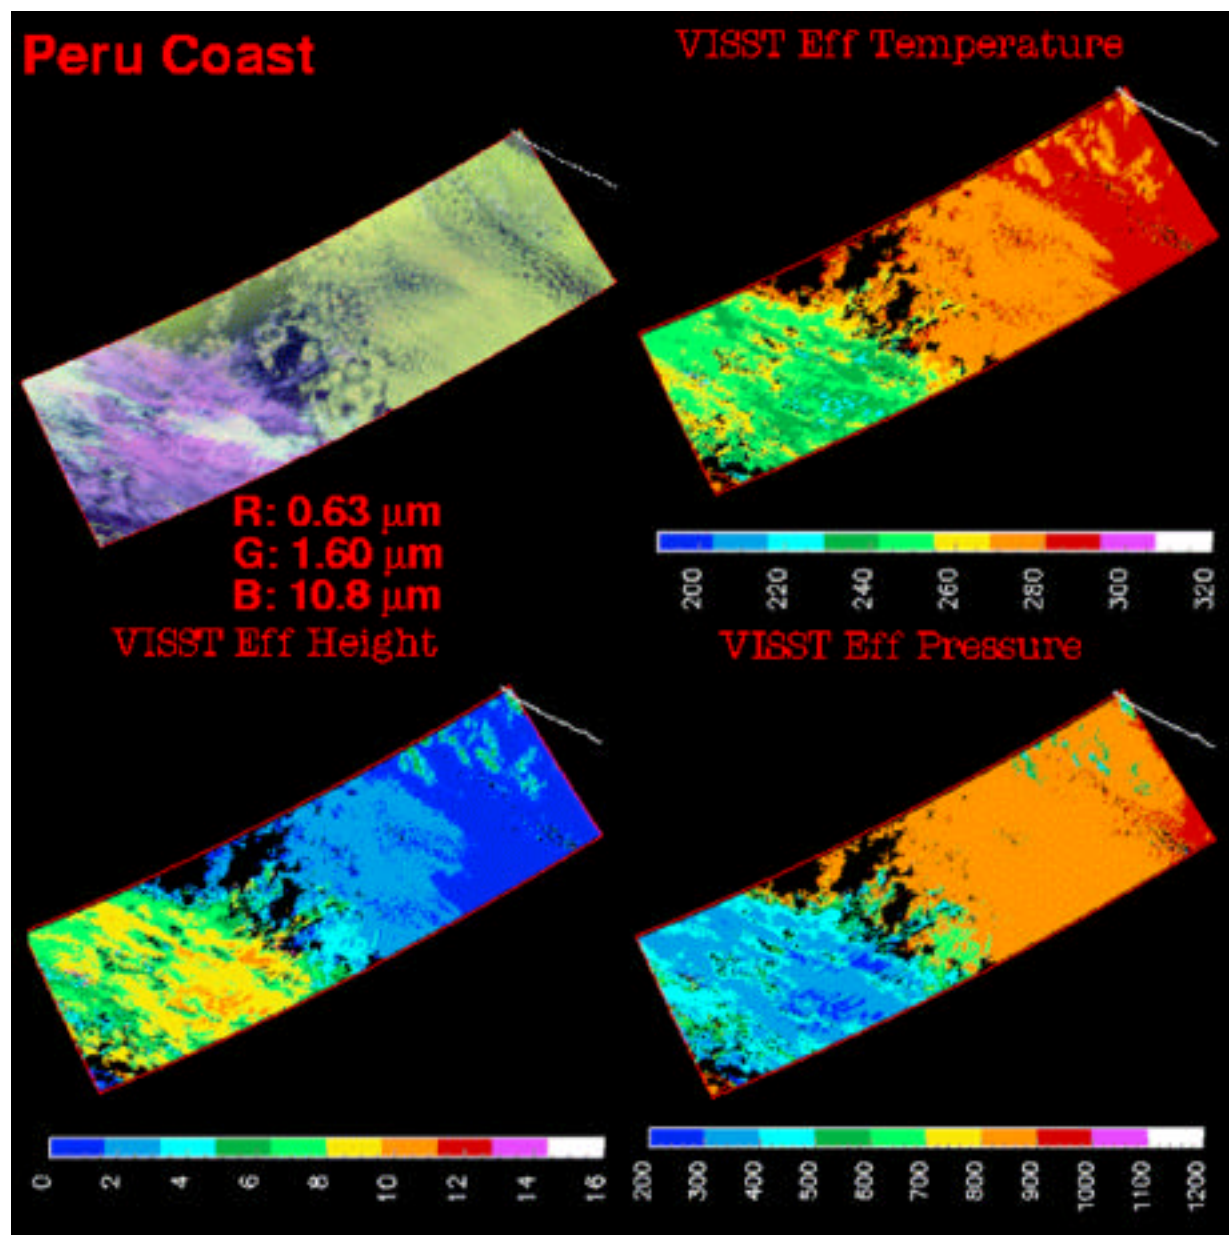 Peru Coast
VISST Eff Temperature
R: 0.63 μm
G: 1.60 μm
B: 10.8 μm
200 220 240 260 280 300 320
VISST Eff Height
VISST Eff Pressure
0 2 4 6 8 10 12 14 16
200 300 400 500 600 700 800 900 1000 1100 1200